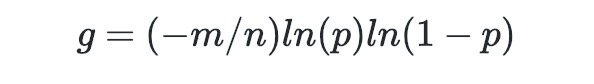 g = (−m/n)ln(p)ln(1 − p)